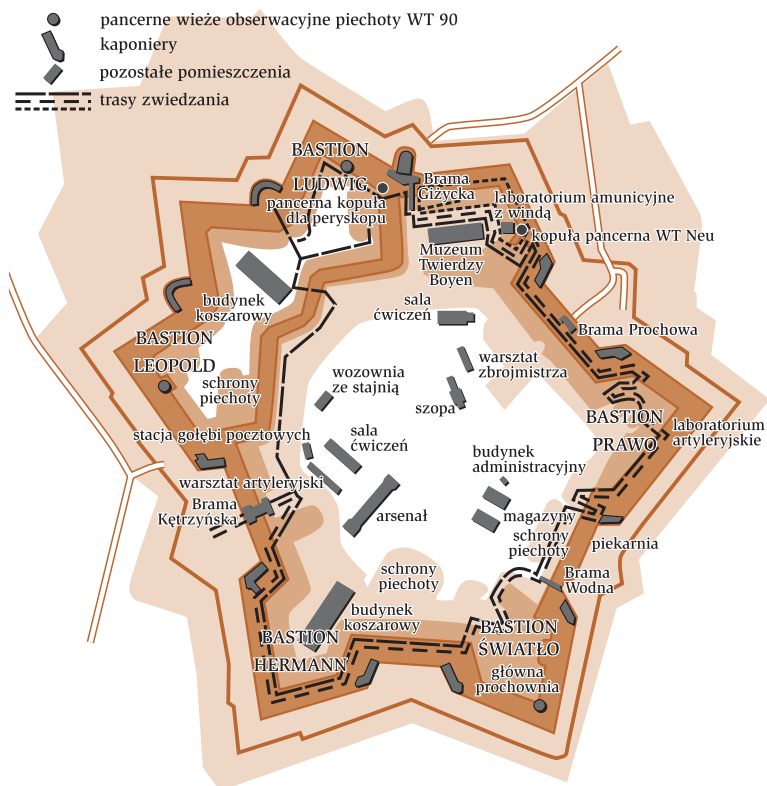 pancerne wieże obserwacyjne piechoty WT 90
kaponiery
pozostałe pomieszczenia
trasy zwiedzania
BASTION
LUDWIG
pancerna kopuła
dla peryskopu
Brama
Giżycka
laboratorium amunicyjne
z windą
kopuła pancerna WT Neu
Muzeum
Twierdzy
Boyen
budynek
koszarowy
sala
ćwiczeń
Brama Prochowa
BASTION
LEOPOLD
schrony
piechoty
wozownia
ze stajnią
warsztat
zbrojmistrza
szopa
BASTION
PRAWO
laboratorium
artyleryjskie
stacja gołębi pocztowych
sala
ćwiczeń
budynek
administracyjny
warsztat artyleryjski
Brama
Kętrzyńska
arsenał
magazyny
schrony
piechoty
piekarnia
Brama
Wodna
schrony
piechoty
budynek
koszarowy
BASTION
HERMANN
BASTION
ŚWIATŁO
główna
prochownia